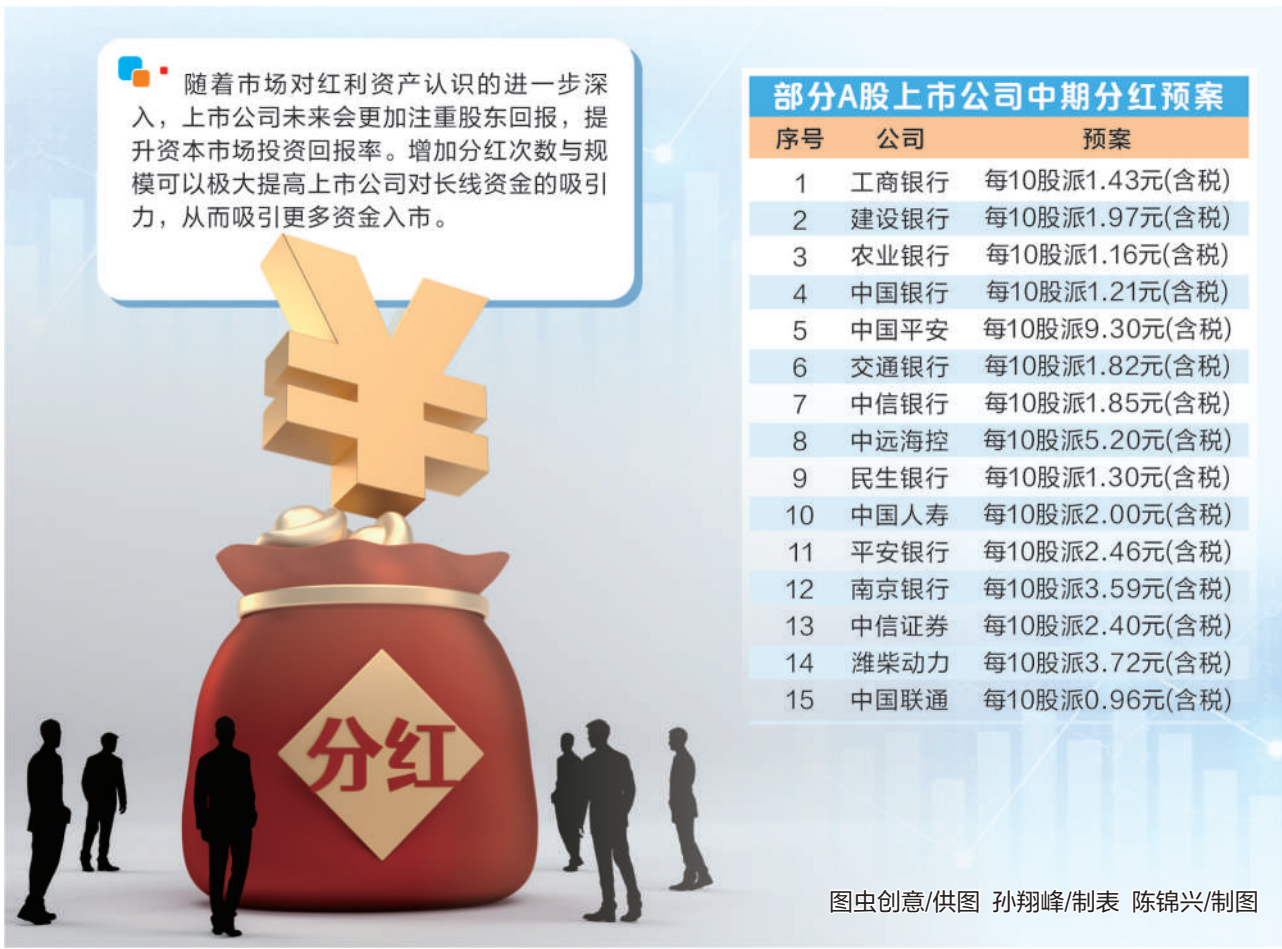 随着市场对红利资产认识的进一步深
入，上市公司未来会更加注重股东回报，提
升资本市场投资回报率。增加分红次数与规
模可以极大提高上市公司对长线资金的吸引
力，从而吸引更多资金入市。
分红
部分A股上市公司中期分红预案
序号 公司 预案
1 工商银行 每10股派1.43元(含税)
2 建设银行 每10股派1.97元(含税)
3 农业银行 每10股派1.16元(含税)
4 中国银行 每10股派1.21元(含税)
5 中国平安 每10股派9.30元(含税)
6 交通银行 每10股派1.82元(含税)
7 中信银行 每10股派1.85元(含税)
8 中远海控 每10股派5.20元(含税)
9 民生银行 每10股派1.30元(含税)
10 中国人寿 每10股派2.00元(含税)
11 平安银行 每10股派2.46元(含税)
12 南京银行 每10股派3.59元(含税)
13 中信证券 每10股派2.40元(含税)
14 潍柴动力 每10股派3.72元(含税)
15 中国联通 每10股派0.96元(含税)
图虫创意/供图 孙翔峰/制表 陈锦兴/制图